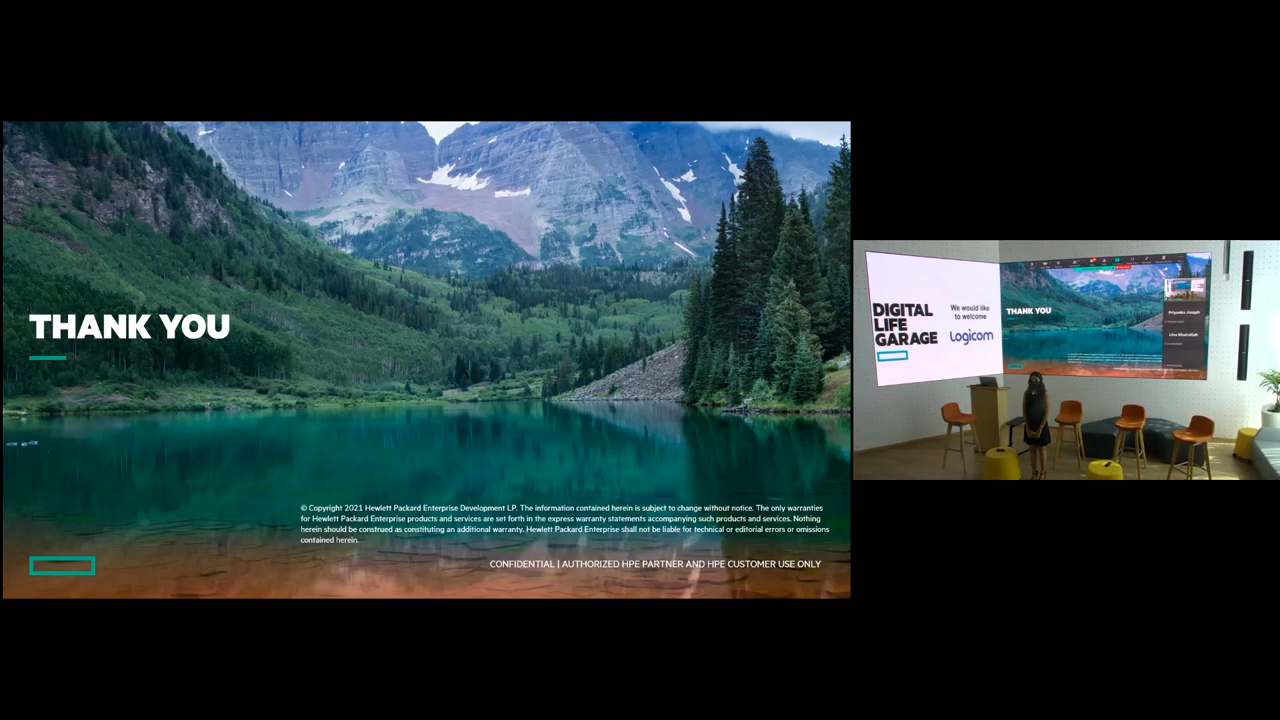 THANK YOU
© Copyright 2021 Hewlett Packard Enterprise Development LP. The information contained herein is subject to change without notice. The only warranties
for Hewlett Packard Enterprise products and services are set forth in the express warranty statements accompanying such products and services. Nothing
herein should be construed as constituting an additional warranty. Hewlett Packard Enterprise shall not be liable for technical or editorial errors or omissions
contained herein.
CONFIDENTIAL | AUTHORIZED HPE PARTNER AND HPE CUSTOMER USE ONLY
DIGITAL
LIFE
GARAGE
We would like
to welcome
Logicom
THANK YOU
Priyanka Joseph